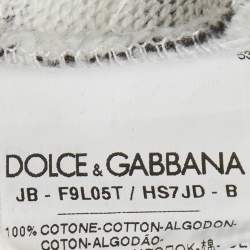 DOLCE & GABBANA
JB - F9L05T / HS7JD - B
100% COTONE-COTTON-ALGODON-
COTON-ALGODÃO-